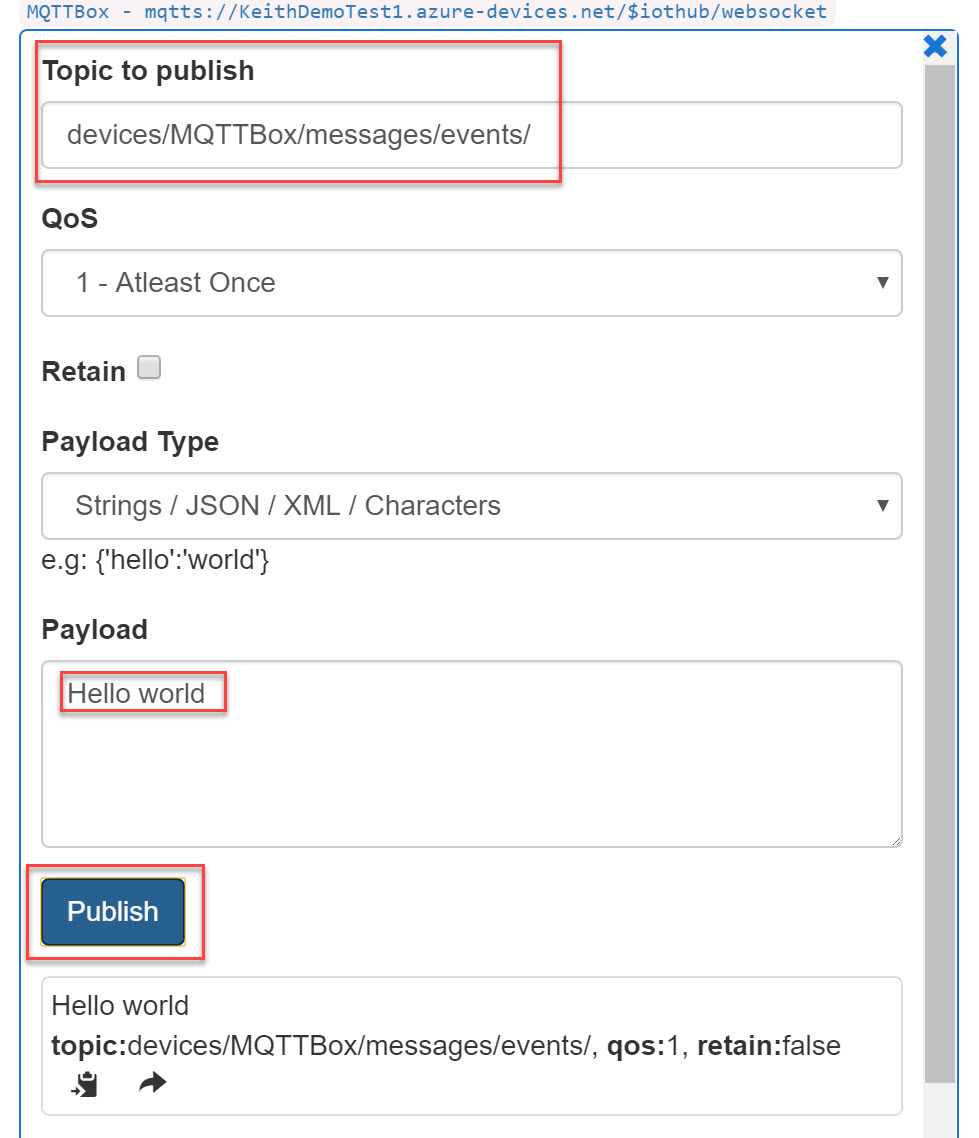 MQTTBox - mqtts://KeithDemoTest1.azure-devices.net/$iothub/websocket
Topic to publish
devices/MQTTBox/messages/events/
QoS
1 - Atleast Once
Retain
Payload Type
Strings / JSON / XML / Characters
e.g: {'hello':'world'}
Payload
Hello world
Publish
Hello world
topic:devices/MQTTBox/messages/events/, qos:1, retain:false